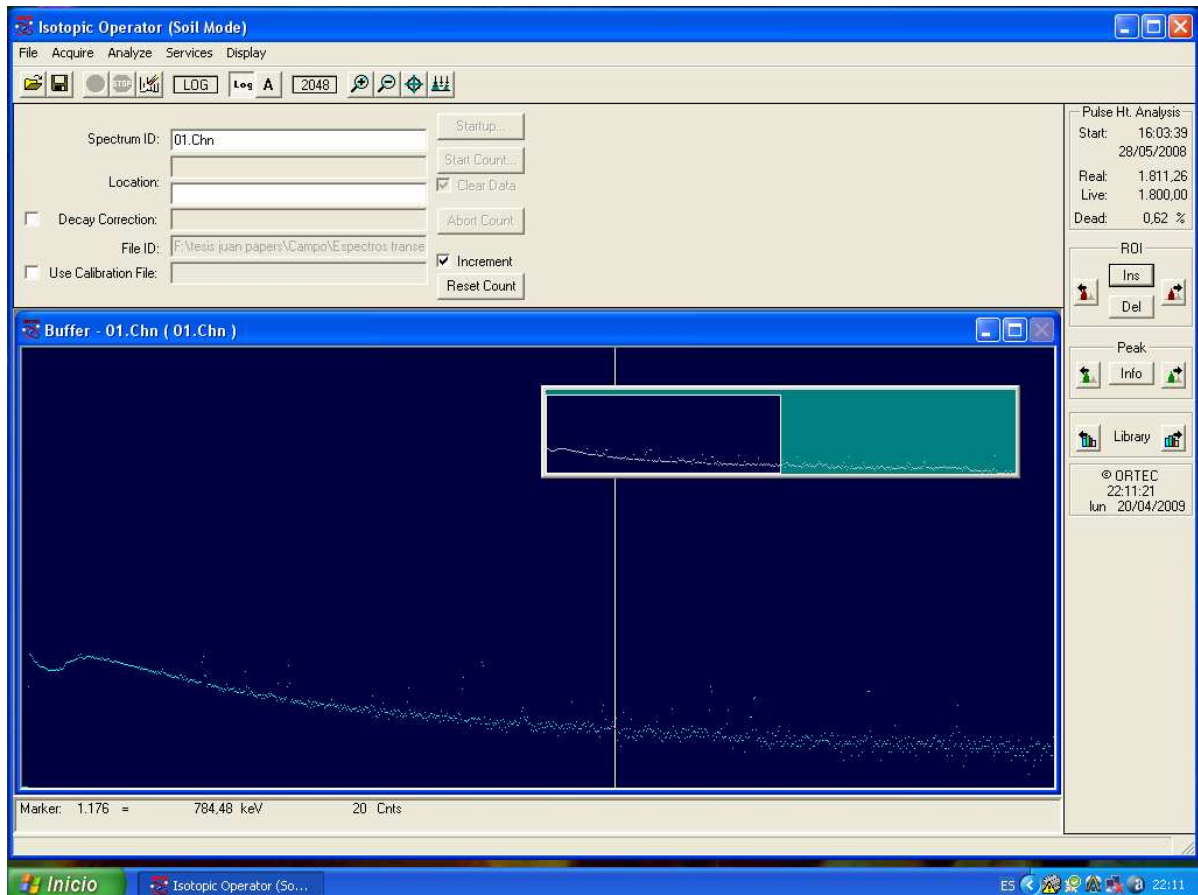 Isotopic Operator (Soil Mode)
File Acquire Analyze Services Display
STOP LOG Log A 2048
Spectrum ID: 01.Chn
Location:
Decay Correction:
File ID: F:\tesis juan papers\Campo\Espectros transe
Use Calibration File:
Startup...
Start Count...
Clear Data
Abort Count
Increment
Reset Count
Pulse Ht. Analysis
Start: 16:03:39
28/05/2008
Real: 1.811,26
Live: 1.800,00
Dead: 0,62 %
ROI
Ins
Del
Peak
Info
Library
© ORTEC
22:11:21
lun 20/04/2009
Buffer - 01.Chn ( 01.Chn )
Marker: 1.176 = 784,48 keV 20 Cnts
Inicio
Isotopic Operator (So...
ES
22:11